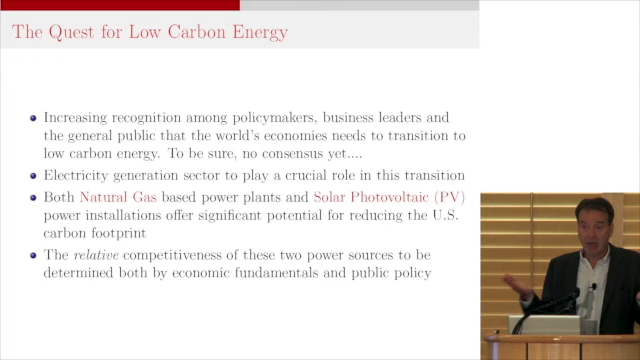 The Quest for Low Carbon Energy
Increasing recognition among policymakers, business leaders and
the general public that the world's economies needs to transition to
low carbon energy. To be sure, no consensus yet....
Electricity generation sector to play a crucial role in this transition
Both Natural Gas based power plants and Solar Photovoltaic (PV)
power installations offer significant potential for reducing the U.S.
carbon footprint
The relative competitiveness of these two power sources to be
determined both by economic fundamentals and public policy